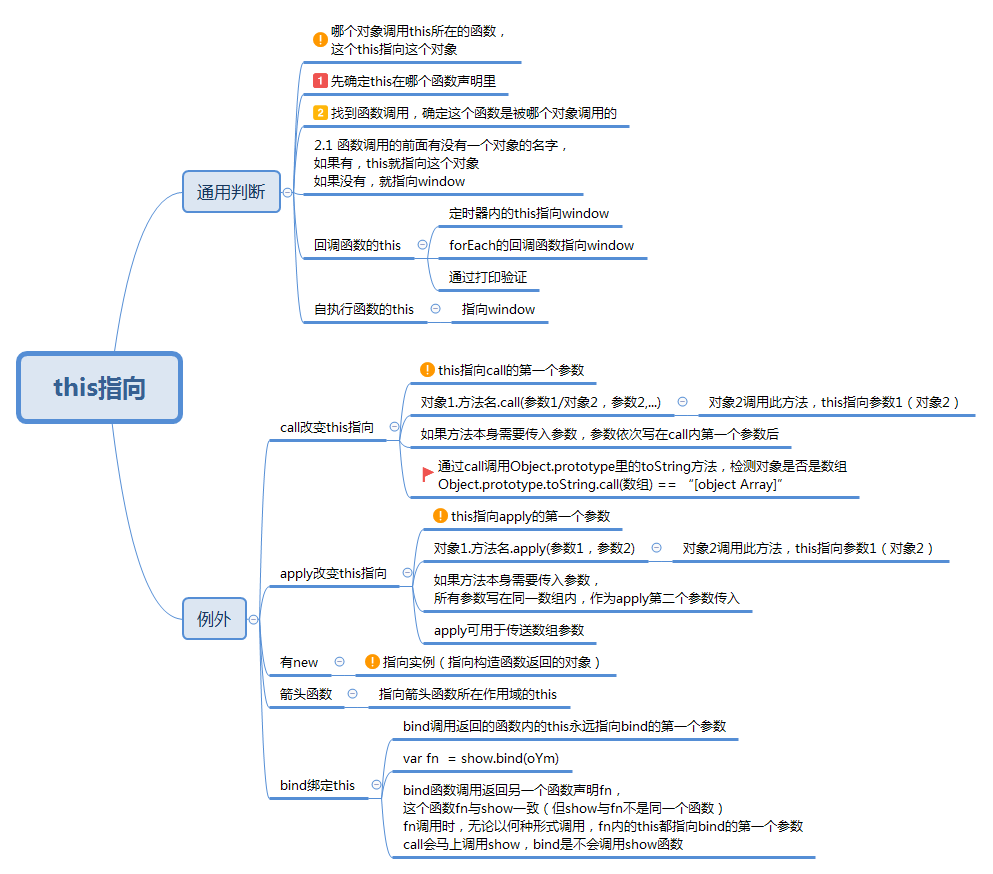 this指向
通用判断
哪个对象调用this所在的函数，
这个this指向这个对象
1 先确定this在哪个函数声明里
2 找到函数调用，确定这个函数是被哪个对象调用的
2.1 函数调用的前面有没有一个对象的名字，
如果有，this就指向这个对象
如果没有，就指向window
回调函数的this
定时器内的this指向window
forEach的回调函数指向window
通过打印验证
自执行函数的this
指向window
例外
call改变this指向
this指向call的第一个参数
对象1.方法名.call(参数1/对象2，参数2,...)
对象2调用此方法，this指向参数1（对象2）
如果方法本身需要传入参数，参数依次写在call内第一个参数后
通过call调用Object.prototype里的toString方法，检测对象是否是数组
Object.prototype.toString.call(数组) == “[object Array]“
apply改变this指向
this指向apply的第一个参数
对象1.方法名.apply(参数1，参数2)
对象2调用此方法，this指向参数1（对象2）
如果方法本身需要传入参数，
所有参数写在同一数组内，作为apply第二个参数传入
apply可用于传送数组参数
有new
指向实例（指向构造函数返回的对象）
箭头函数
指向箭头函数所在作用域的this
bind绑定this
bind调用返回的函数内的this永远指向bind的第一个参数
var fn = show.bind(oYm)
bind函数调用返回另一个函数声明fn，
这个函数fn与show一致（但show与fn不是同一个函数）
fn调用时，无论以何种形式调用，fn内的this都指向bind的第一个参数
call会马上调用show，bind是不会调用show函数